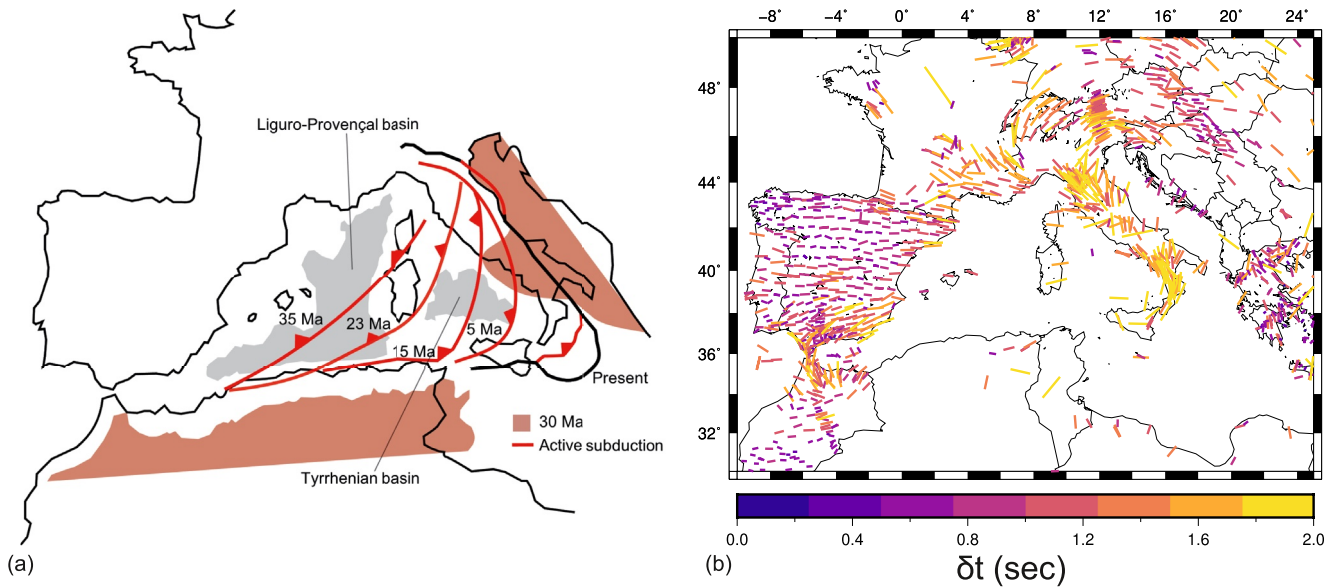 Liguro-Provençal basin
35 Ma
23 Ma
15 Ma
5 Ma
Present
30 Ma
Active subduction
Tyrrhenian basin
(a)
-8° -4° 0° 4° 8° 12° 16° 20° 24°
48°
44°
40°
36°
32°
0.0 0.4 0.8 1.2 1.6 2.0
δt (sec)
(b)